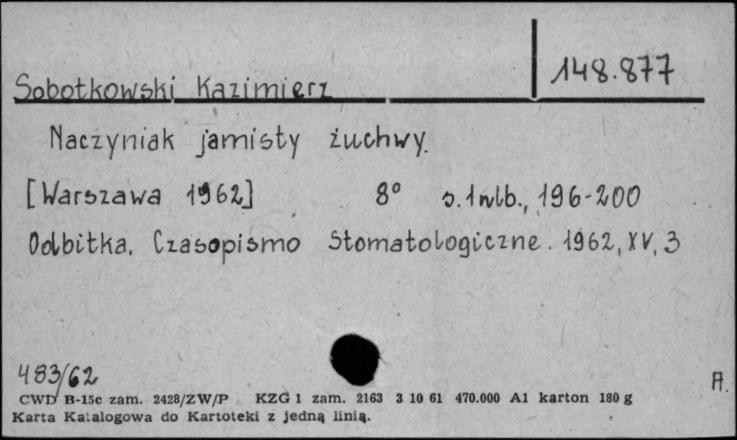 Sobotkowski Kazimierz 148.877
Naczyniak jamisty żuchwy.
[Warszawa 1962] 8° s. 1 nlb., 196-200
Odbitka. Czasopismo Stomatologiczne. 1962, XV, 3
483/62 A.
CWD B-15c zam. 2428/ZW/P KZG 1 zam. 2163 3 10 61 470.000 A1 karton 180 g
Karta Katalogowa do Kartoteki z jedną linią.